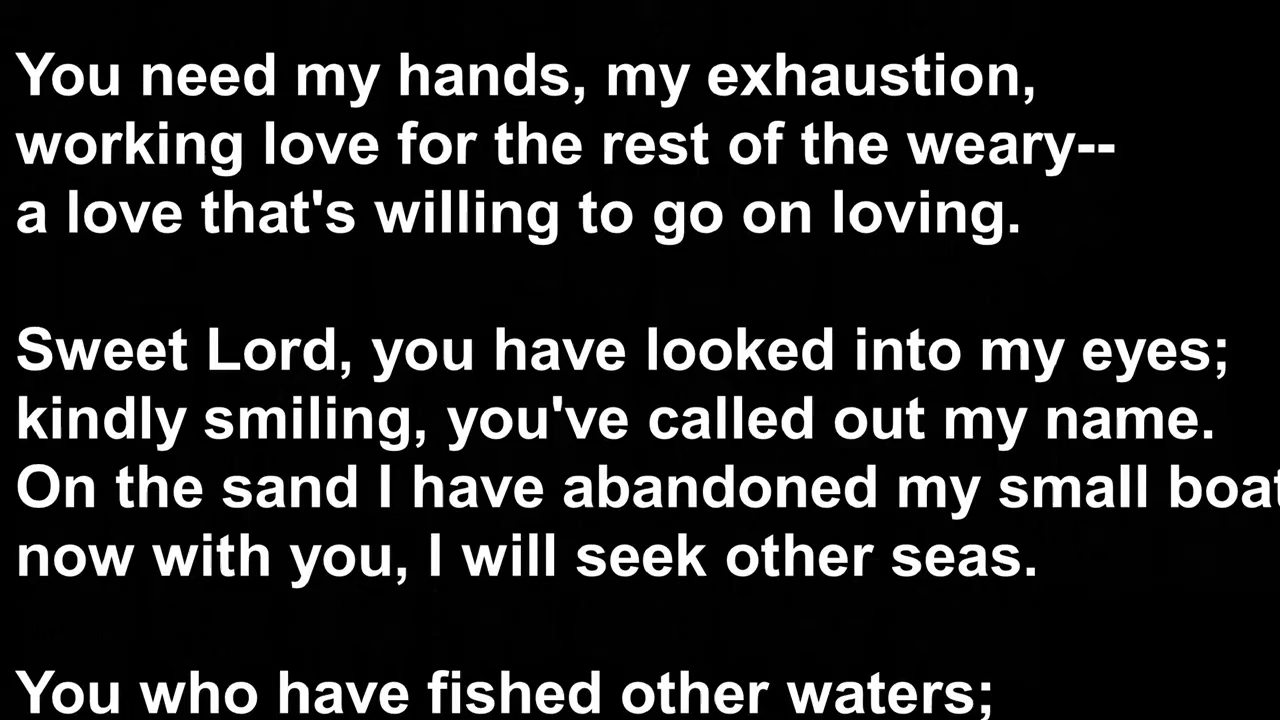 You need my hands, my exhaustion,
working love for the rest of the weary--
a love that's willing to go on loving.
Sweet Lord, you have looked into my eyes;
kindly smiling, you've called out my name.
On the sand I have abandoned my small boat
now with you, I will seek other seas.
You who have fished other waters;